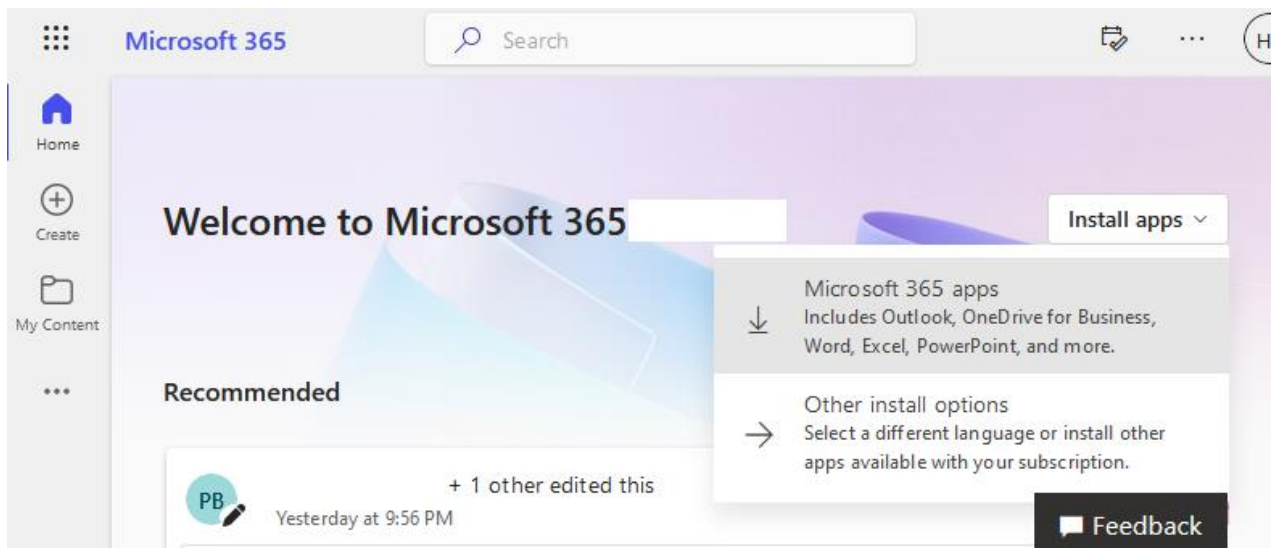 Microsoft 365
Search
H
Home
Create
My Content
Welcome to Microsoft 365
Install apps
Microsoft 365 apps
Includes Outlook, OneDrive for Business,
Word, Excel, PowerPoint, and more.
Other install options
Select a different language or install other
apps available with your subscription.
Recommended
PB
+ 1 other edited this
Yesterday at 9:56 PM
Feedback